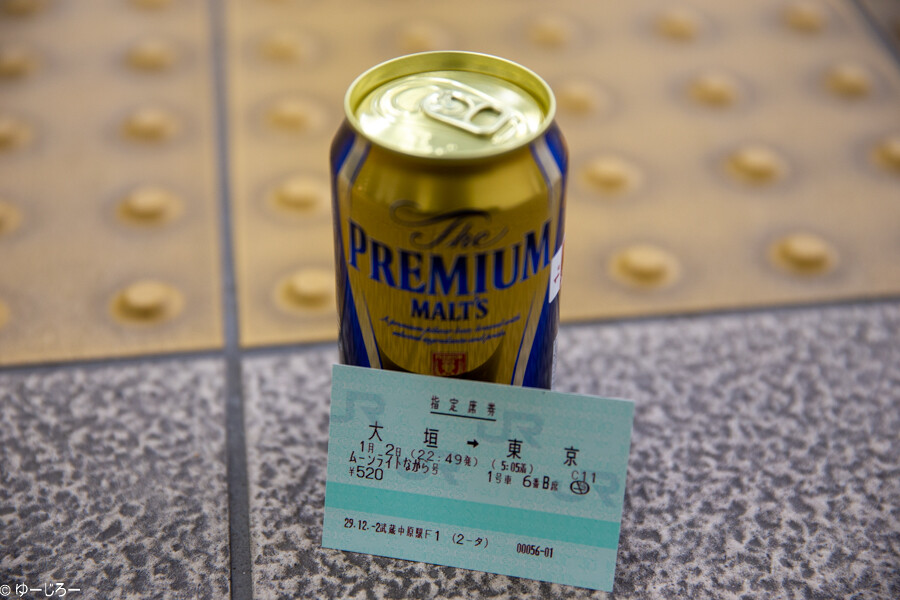 The
PREMIUM
MALT'S
指定席券
大垣 → 東京
1月 2日 (22:49発) (5:05着) C11
ムーンライトながら号 1号車 6番B席
¥520
29.12.-2武蔵中原駅F1 (2-タ) 00056-01
© ゆーじろー